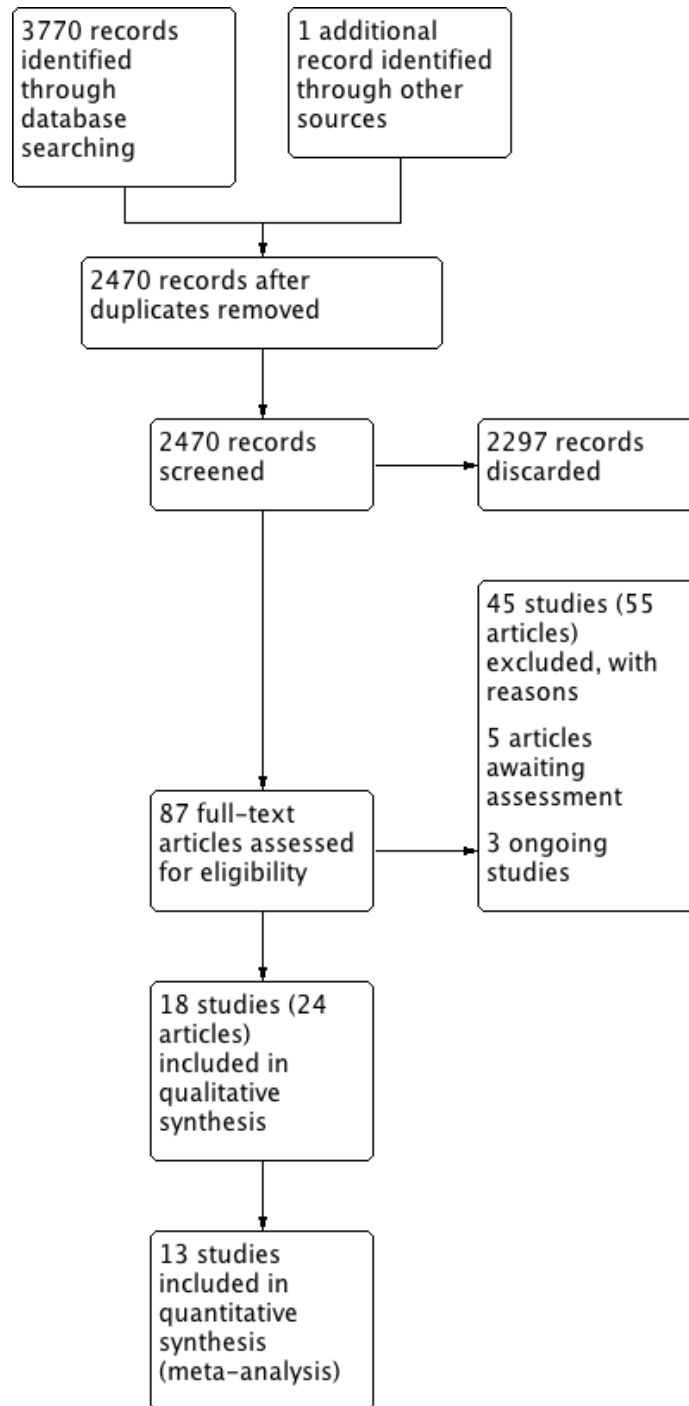 3770 records
identified
through
database
searching
1 additional
record identified
through other
sources
2470 records after
duplicates removed
2470 records
screened
2297 records
discarded
45 studies (55
articles)
excluded, with
reasons
5 articles
awaiting
assessment
3 ongoing
studies
87 full-text
articles assessed
for eligibility
18 studies (24
articles)
included in
qualitative
synthesis
13 studies
included in
quantitative
synthesis
(meta-analysis)